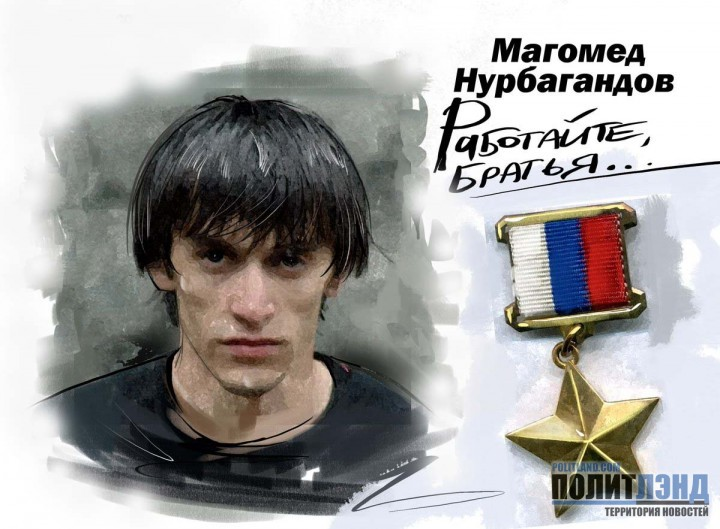 Магомед
Нурбагандов
Работайте,
братья...
POLITLAND.COM
ПОЛИТЛЭНД
ТЕРРИТОРИЯ НОВОСТЕЙ